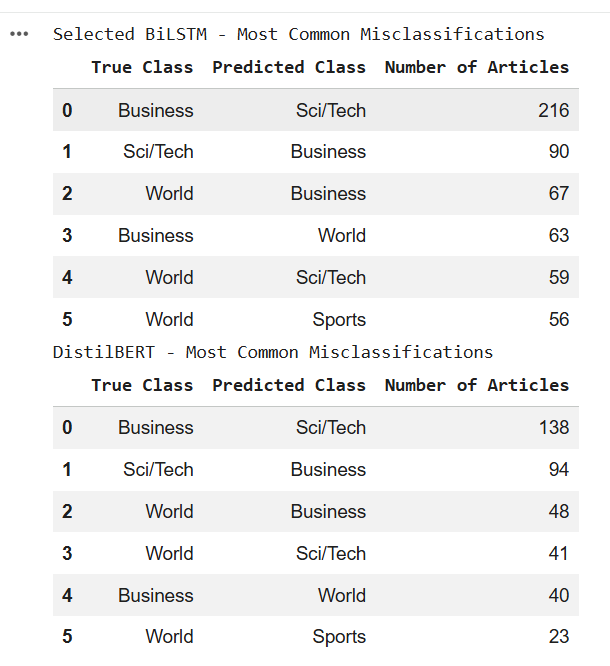 Selected BiLSTM - Most Common Misclassifications
True Class Predicted Class Number of Articles
0 Business Sci/Tech 216
1 Sci/Tech Business 90
2 World Business 67
3 Business World 63
4 World Sci/Tech 59
5 World Sports 56
DistilBERT - Most Common Misclassifications
True Class Predicted Class Number of Articles
0 Business Sci/Tech 138
1 Sci/Tech Business 94
2 World Business 48
3 World Sci/Tech 41
4 Business World 40
5 World Sports 23